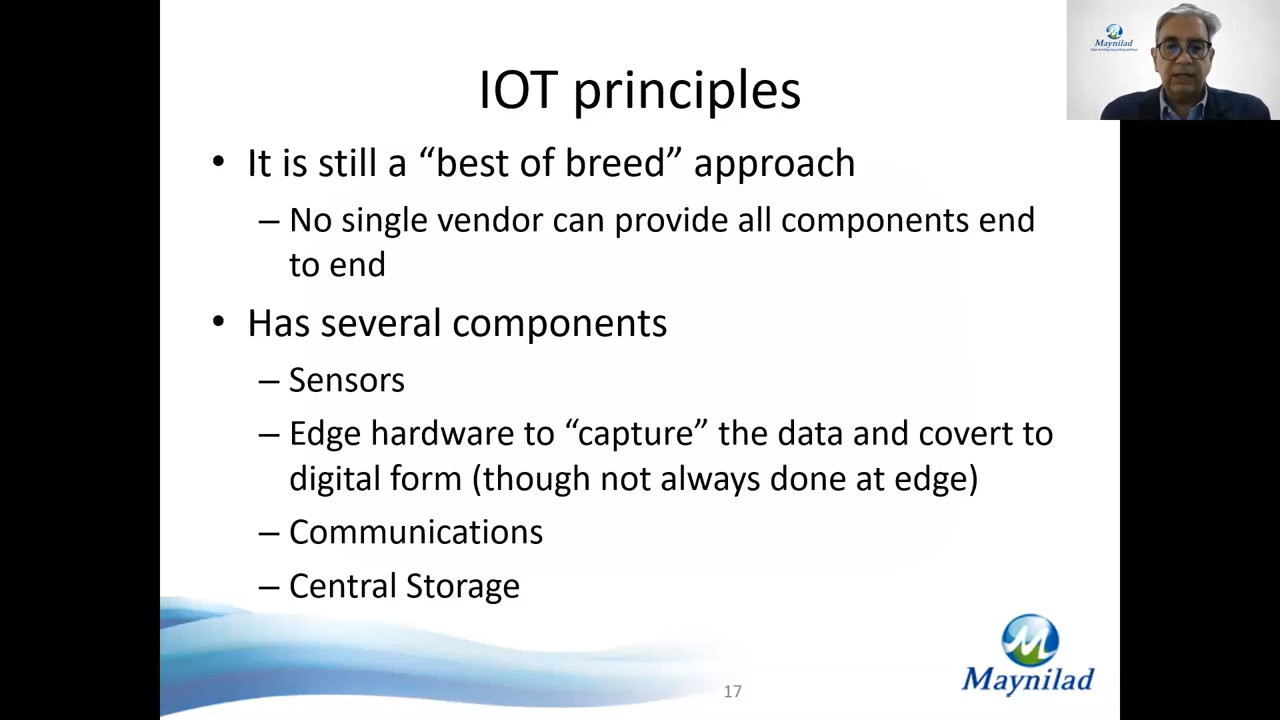 IOT principles
• It is still a “best of breed” approach
– No single vendor can provide all components end
to end
• Has several components
– Sensors
– Edge hardware to “capture” the data and covert to
digital form (though not always done at edge)
– Communications
– Central Storage
17
Maynilad
Maynilad